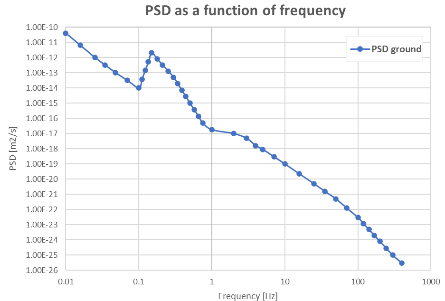 PSD as a function of frequency
PSD ground
PSD [m2/s]
1.00E-10
1.00E-11
1.00E-12
1.00E-13
1.00E-14
1.00E-15
1.00E-16
1.00E-17
1.00E-18
1.00E-19
1.00E-20
1.00E-21
1.00E-22
1.00E-23
1.00E-24
1.00E-25
1.00E-26
0.01 0.1 1 10 100 1000
Frequency [Hz]